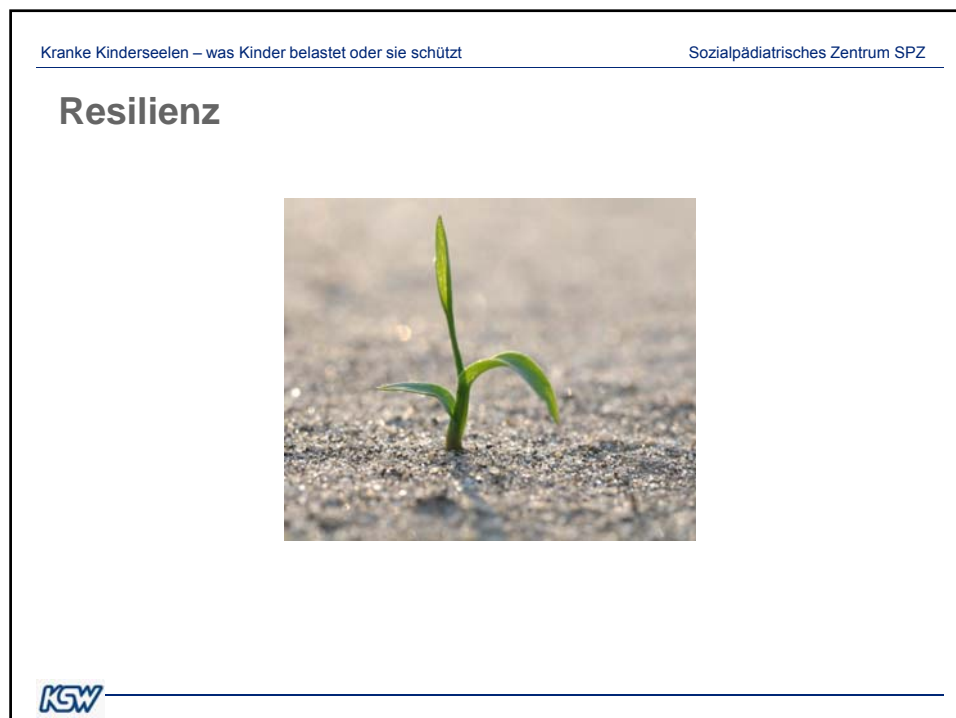 Kranke Kinderseelen – was Kinder belastet oder sie schützt Sozialpädiatrisches Zentrum SPZ
Resilienz
KSW